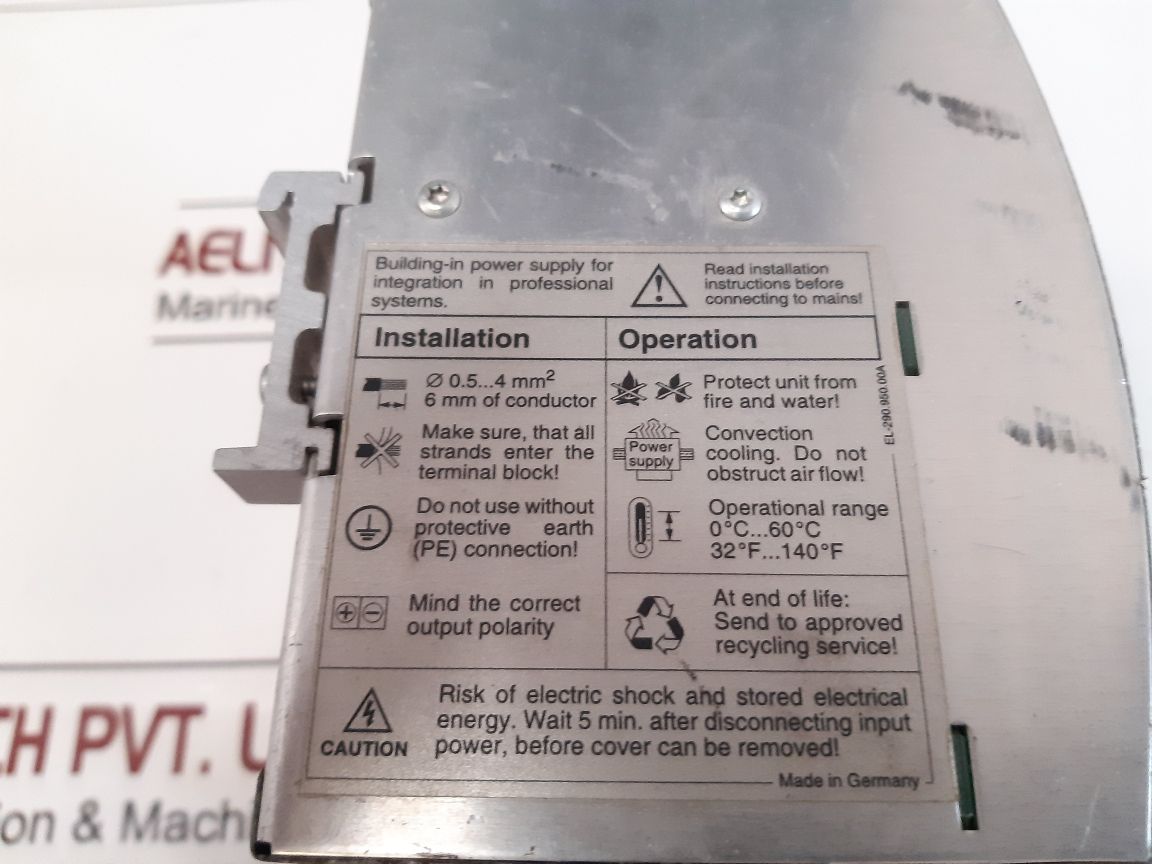 AEL
Marine
Building-in power supply for
integration in professional
systems.
Read installation
instructions before
connecting to mains!
Installation
Operation
Ø 0.5...4 mm²
6 mm of conductor
Make sure, that all
strands enter the
terminal block!
Do not use without
protective earth
(PE) connection!
Mind the correct
output polarity
Protect unit from
fire and water!
Power
supply
Convection
cooling. Do not
obstruct air flow!
Operational range
0°C...60°C
32°F...140°F
At end of life:
Send to approved
recycling service!
EL-290.950.00A
CAUTION
Risk of electric shock and stored electrical
energy. Wait 5 min. after disconnecting input
power, before cover can be removed!
Made in Germany
CH PVT. U
on & Machi